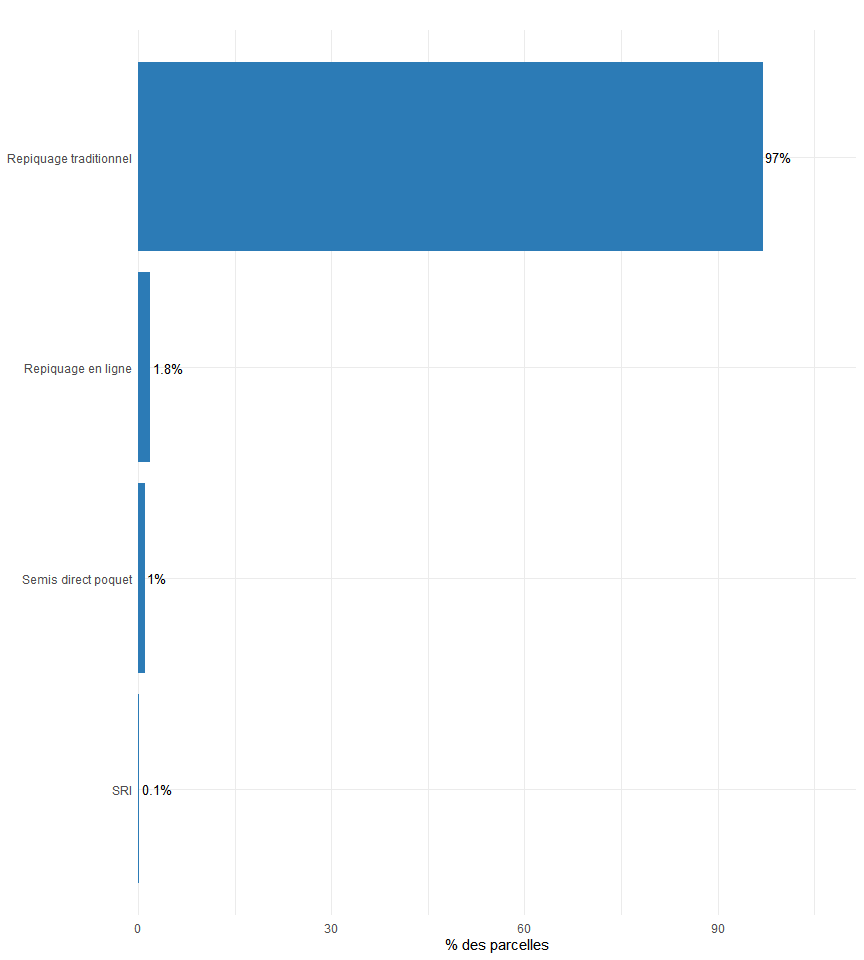 Repiquage traditionnel
97%
Repiquage en ligne
1.8%
Semis direct poquet
1%
SRI
0.1%
0
30
60
90
% des parcelles